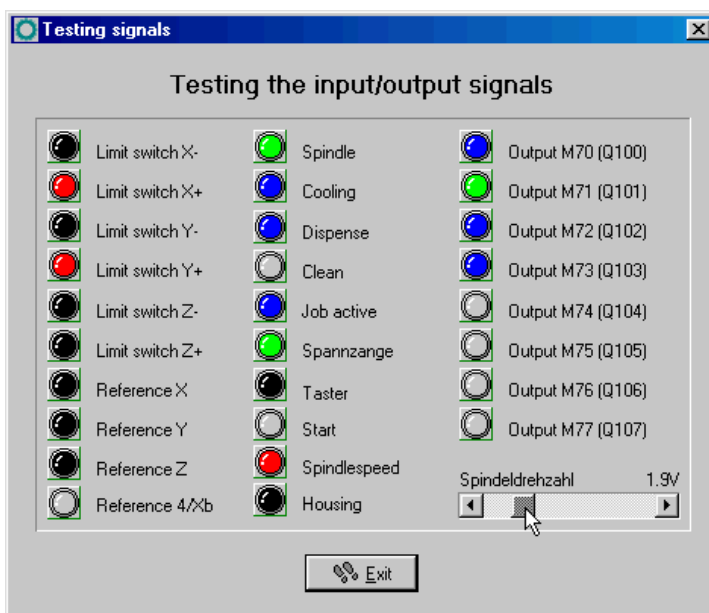 Testing signals
Testing the input/output signals
Limit switch X-
Limit switch X+
Limit switch Y-
Limit switch Y+
Limit switch Z-
Limit switch Z+
Reference X
Reference Y
Reference Z
Reference 4/Xb
Spindle
Cooling
Dispense
Clean
Job active
Spannzange
Taster
Start
Spindlespeed
Housing
Output M70 (Q100)
Output M71 (Q101)
Output M72 (Q102)
Output M73 (Q103)
Output M74 (Q104)
Output M75 (Q105)
Output M76 (Q106)
Output M77 (Q107)
Spindeldrehzahl 1.9V
Exit